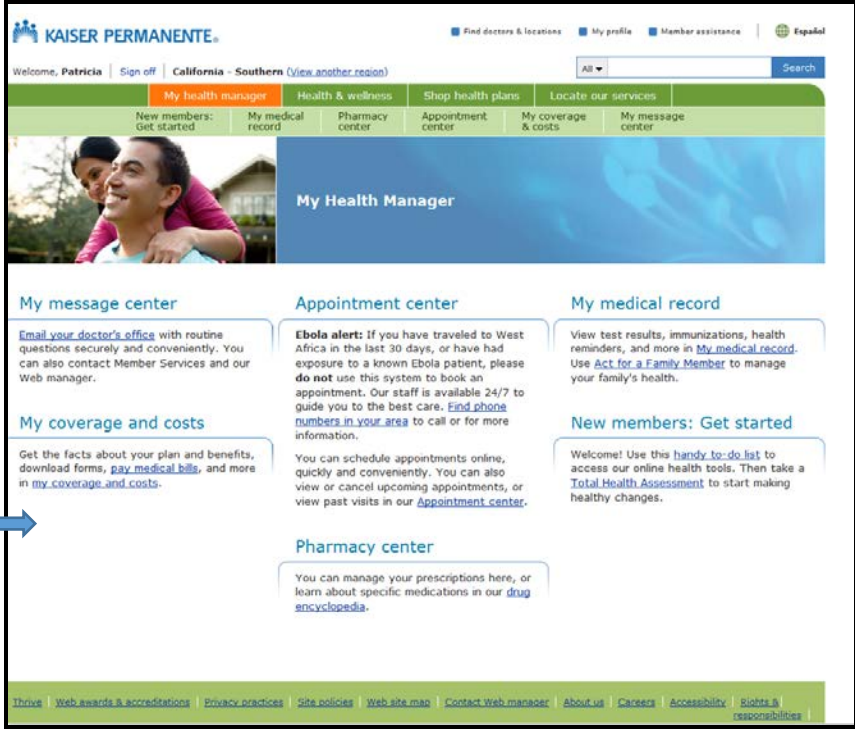 KAISER PERMANENTE®
Find doctors & locations My profile Member assistance Español
Welcome, Patricia Sign off California - Southern (View another region)
All Search
My health manager Health & wellness Shop health plans Locate our services
New members: Get started
My medical record
Pharmacy center
Appointment center
My coverage & costs
My message center
My Health Manager
My message center
Email your doctor's office with routine
questions securely and conveniently. You
can also contact Member Services and our
Web manager.
My coverage and costs
Get the facts about your plan and benefits,
download forms, pay medical bills, and more
in my coverage and costs.
Appointment center
Ebola alert: If you have traveled to West
Africa in the last 30 days, or have had
exposure to a known Ebola patient, please
do not use this system to book an
appointment. Our staff is available 24/7 to
guide you to the best care. Find phone
numbers in your area to call or for more
information.
You can schedule appointments online,
quickly and conveniently. You can also
view or cancel upcoming appointments, or
view past visits in our Appointment center.
Pharmacy center
You can manage your prescriptions here, or
learn about specific medications in our drug
encyclopedia.
My medical record
View test results, immunizations, health
reminders, and more in My medical record.
Use Act for a Family Member to manage
your family's health.
New members: Get started
Welcome! Use this handy to-do list to
access our online health tools. Then take a
Total Health Assessment to start making
healthy changes.
Thrive Web awards & accreditations Privacy practices Site policies Web site map Contact Web manager About us Careers Accessibility Rights &
responsibilities